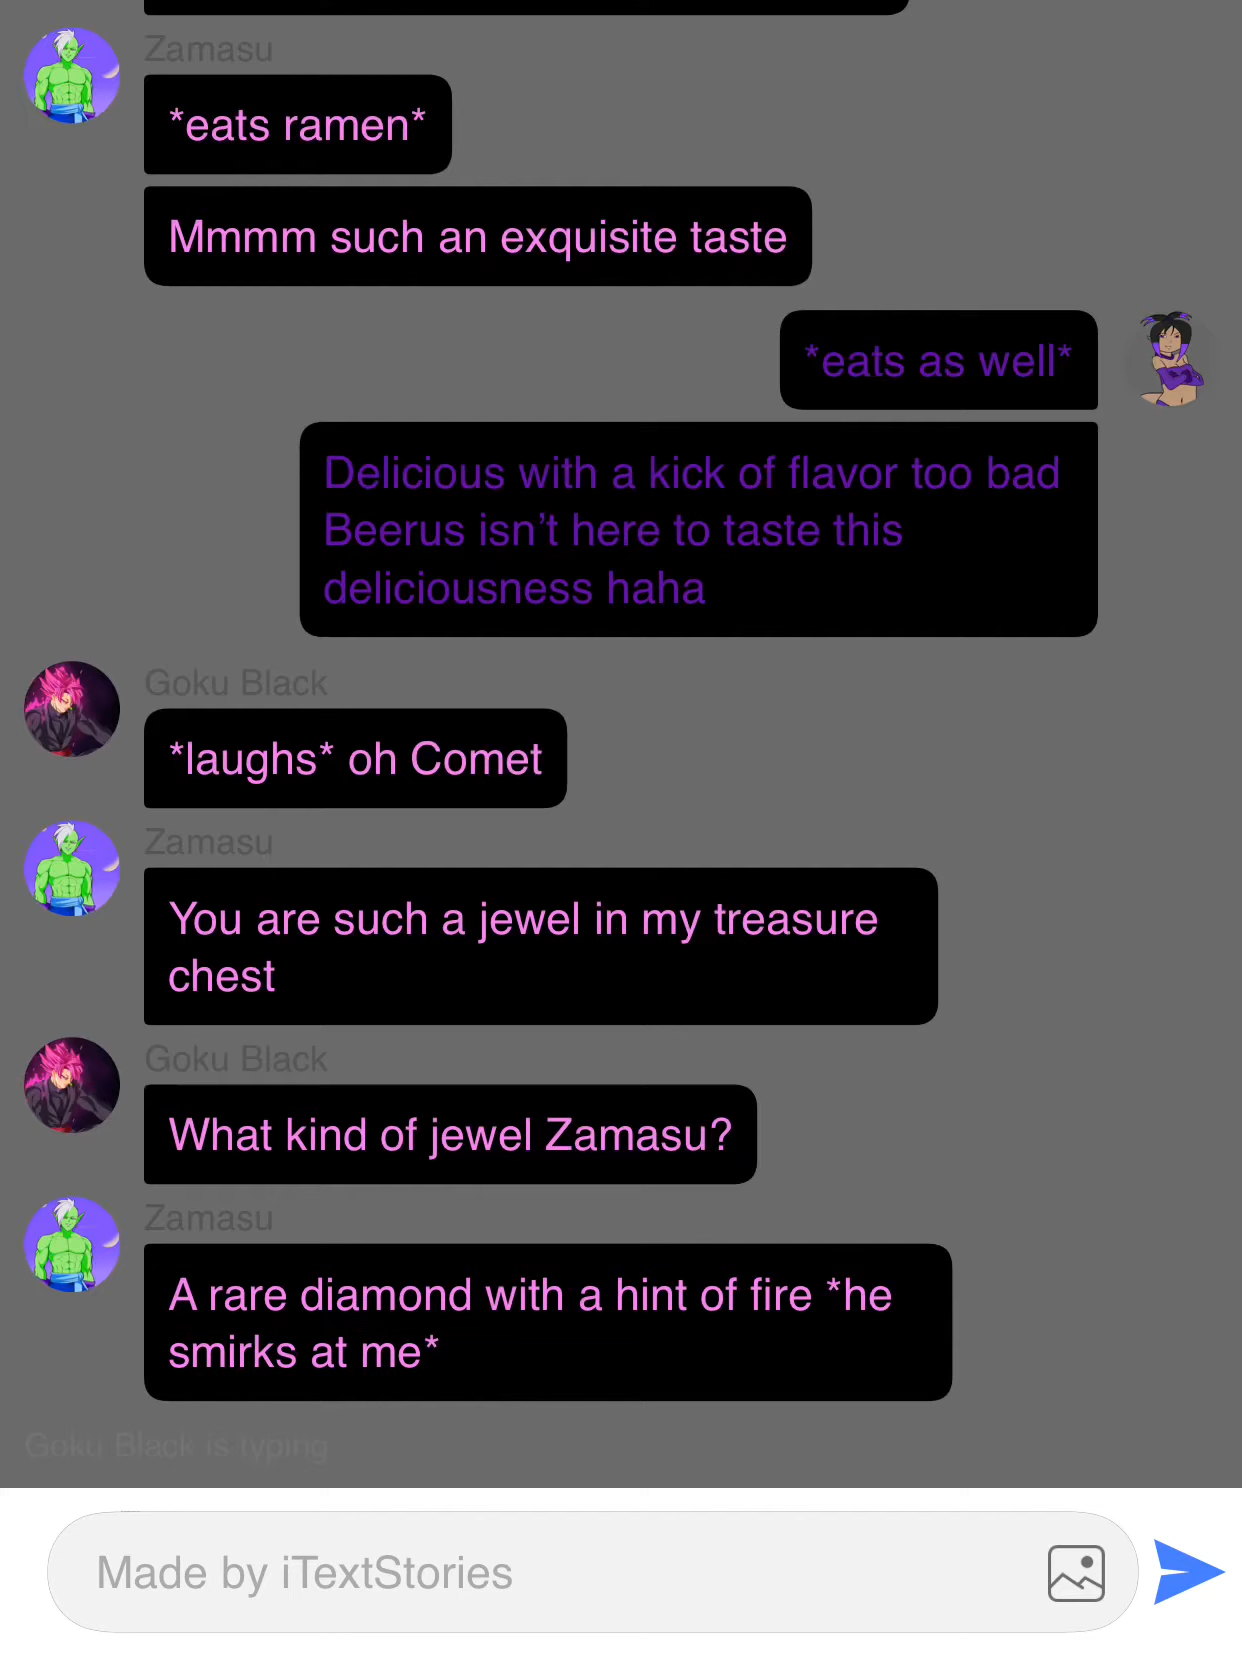 Zamasu
*eats ramen*
Mmmm such an exquisite taste
*eats as well*
Delicious with a kick of flavor too bad
Beerus isn’t here to taste this
deliciousness haha
Goku Black
*laughs* oh Comet
Zamasu
You are such a jewel in my treasure
chest
Goku Black
What kind of jewel Zamasu?
Zamasu
A rare diamond with a hint of fire *he
smirks at me*
Goku Black is typing
Made by iTextStories